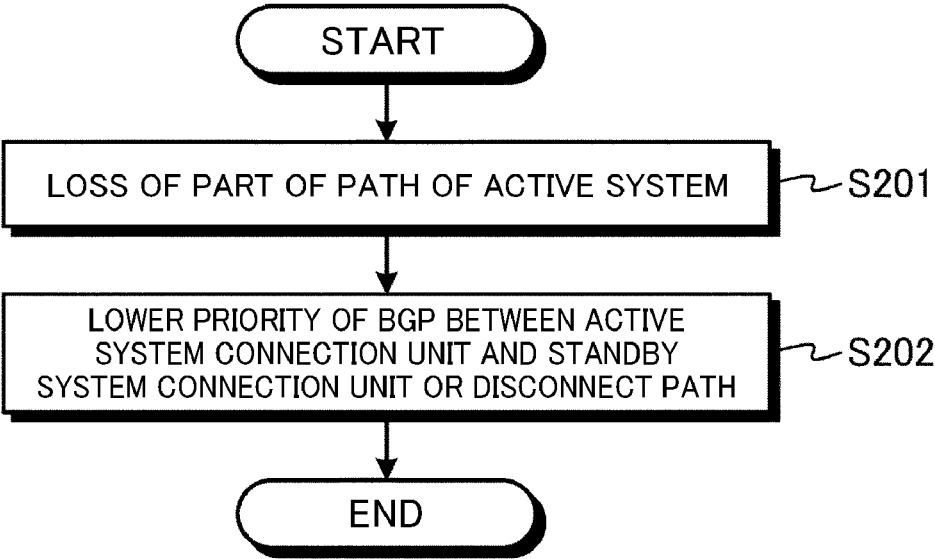 START
LOSS OF PART OF PATH OF ACTIVE SYSTEM
S201
LOWER PRIORITY OF BGP BETWEEN ACTIVE
SYSTEM CONNECTION UNIT AND STANDBY
SYSTEM CONNECTION UNIT OR DISCONNECT PATH
S202
END